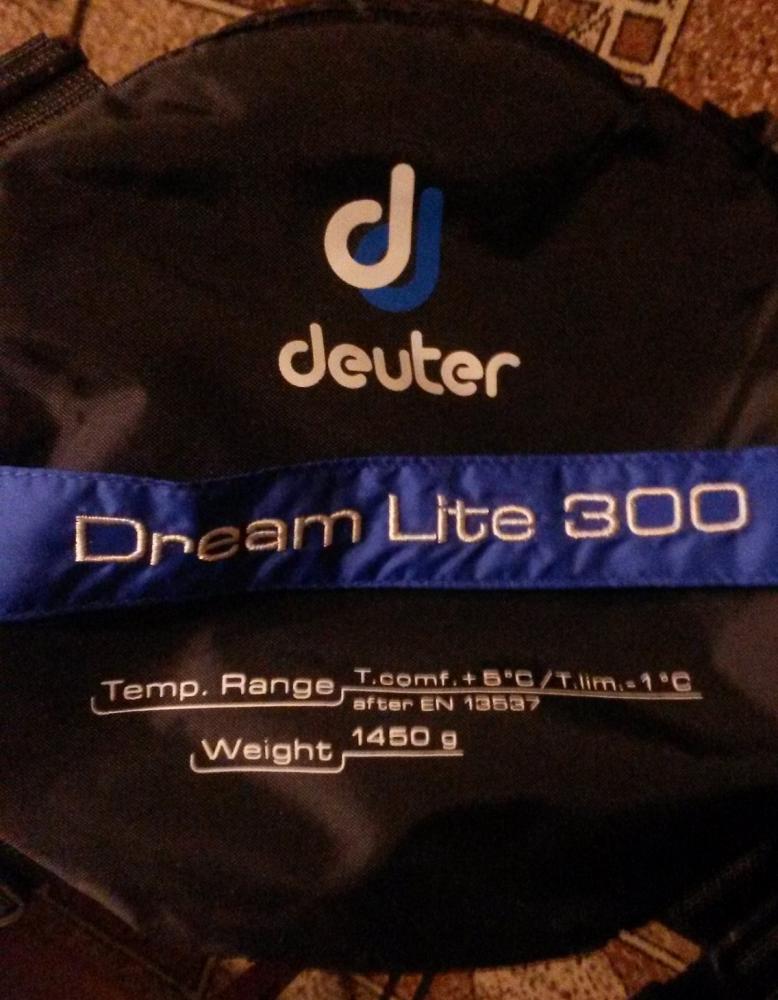 deuter
Dream Lite 300
Temp. Range T.comf.+5°C/T.lim.-1°C
after EN 13537
Weight 1450 g